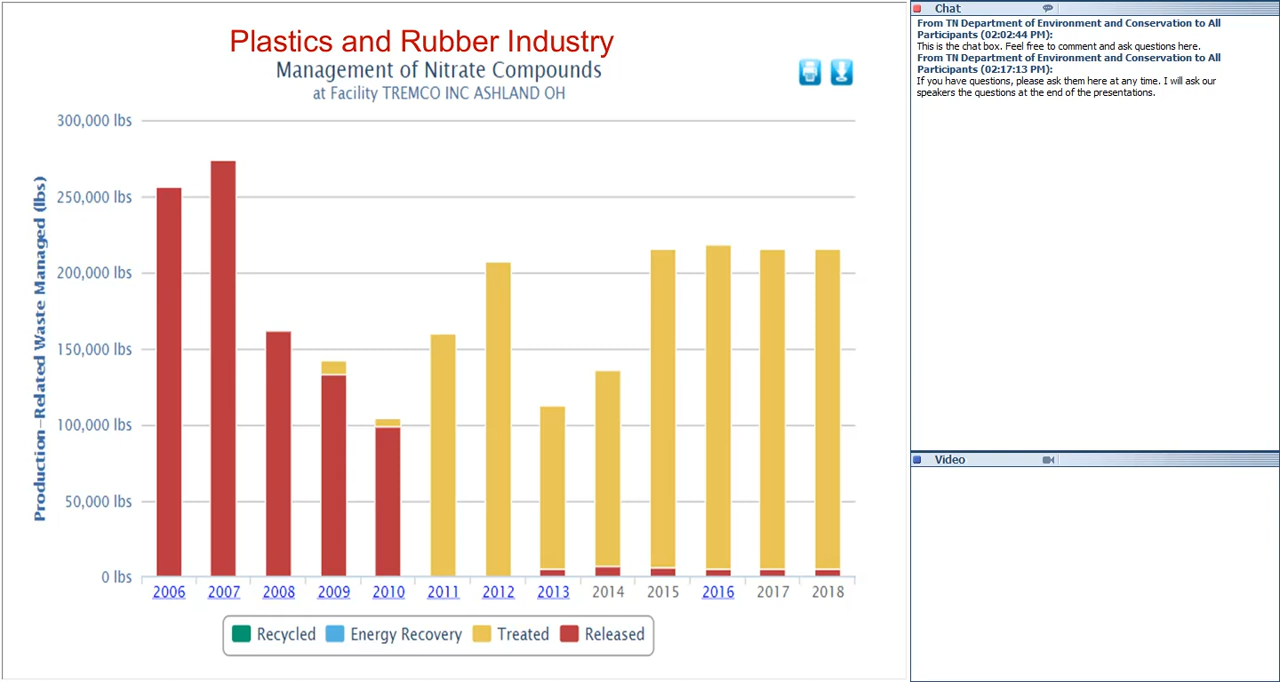 Plastics and Rubber Industry
Management of Nitrate Compounds
at Facility TREMCO INC ASHLAND OH
Production-Related Waste Managed (lbs)
300,000 lbs
250,000 lbs
200,000 lbs
150,000 lbs
100,000 lbs
50,000 lbs
0 lbs
2006 2007 2008 2009 2010 2011 2012 2013 2014 2015 2016 2017 2018
Recycled Energy Recovery Treated Released
Chat
From TN Department of Environment and Conservation to All
Participants (02:02:44 PM):
This is the chat box. Feel free to comment and ask questions here.
From TN Department of Environment and Conservation to All
Participants (02:17:13 PM):
If you have questions, please ask them here at any time. I will ask our
speakers the questions at the end of the presentations.
Video